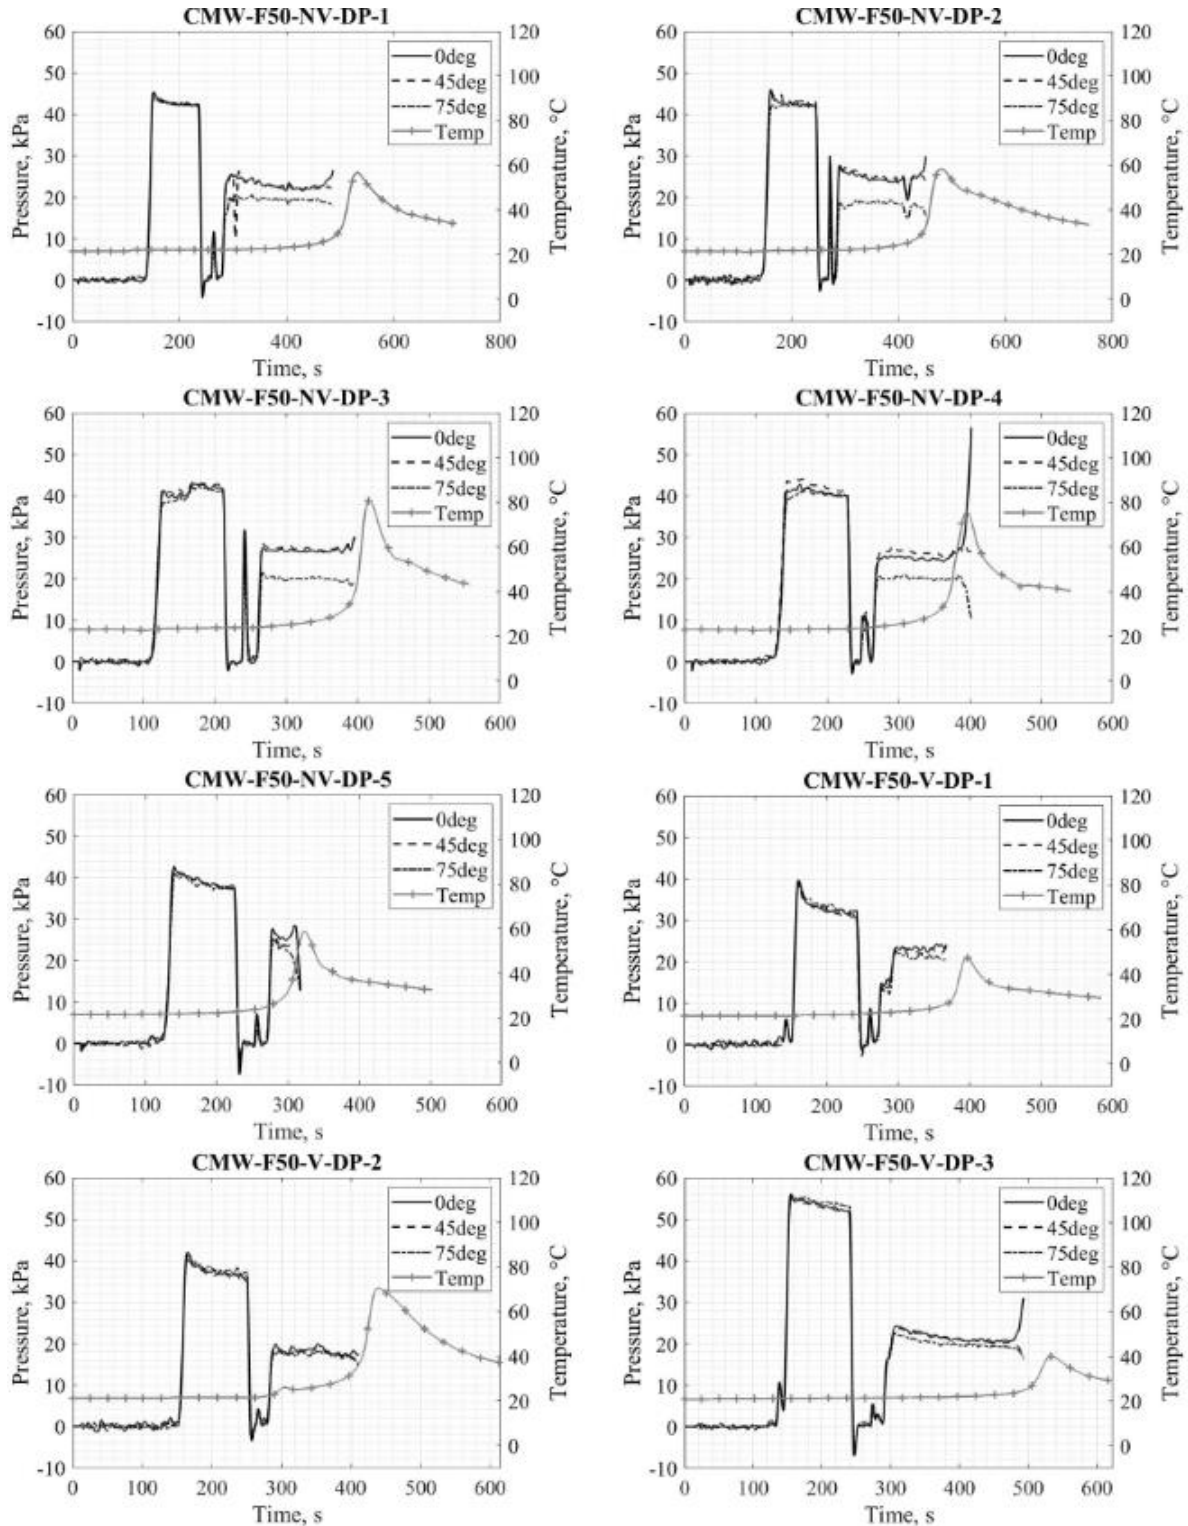 CMW-F50-NV-DP-1
60
50
40
30
20
10
0
-10
Pressure, kPa
120
100
80
60
40
20
0
Temperature, °C
0deg
45deg
75deg
Temp
0 200 400 600 800
Time, s
CMW-F50-NV-DP-2
60
50
40
30
20
10
0
-10
Pressure, kPa
120
100
80
60
40
20
0
Temperature, °C
0deg
45deg
75deg
Temp
0 200 400 600 800
Time, s
CMW-F50-NV-DP-3
60
50
40
30
20
10
0
-10
Pressure, kPa
120
100
80
60
40
20
0
Temperature, °C
0deg
45deg
75deg
Temp
0 100 200 300 400 500 600
Time, s
CMW-F50-NV-DP-4
60
50
40
30
20
10
0
-10
Pressure, kPa
120
100
80
60
40
20
0
Temperature, °C
0deg
45deg
75deg
Temp
0 100 200 300 400 500 600
Time, s
CMW-F50-NV-DP-5
60
50
40
30
20
10
0
-10
Pressure, kPa
120
100
80
60
40
20
0
Temperature, °C
0deg
45deg
75deg
Temp
0 100 200 300 400 500 600
Time, s
CMW-F50-V-DP-1
60
50
40
30
20
10
0
-10
Pressure, kPa
120
100
80
60
40
20
0
Temperature, °C
0deg
45deg
75deg
Temp
0 100 200 300 400 500 600
Time, s
CMW-F50-V-DP-2
60
50
40
30
20
10
0
-10
Pressure, kPa
120
100
80
60
40
20
0
Temperature, °C
0deg
45deg
75deg
Temp
0 100 200 300 400 500 600
Time, s
CMW-F50-V-DP-3
60
50
40
30
20
10
0
-10
Pressure, kPa
120
100
80
60
40
20
0
Temperature, °C
0deg
45deg
75deg
Temp
0 100 200 300 400 500 600
Time, s